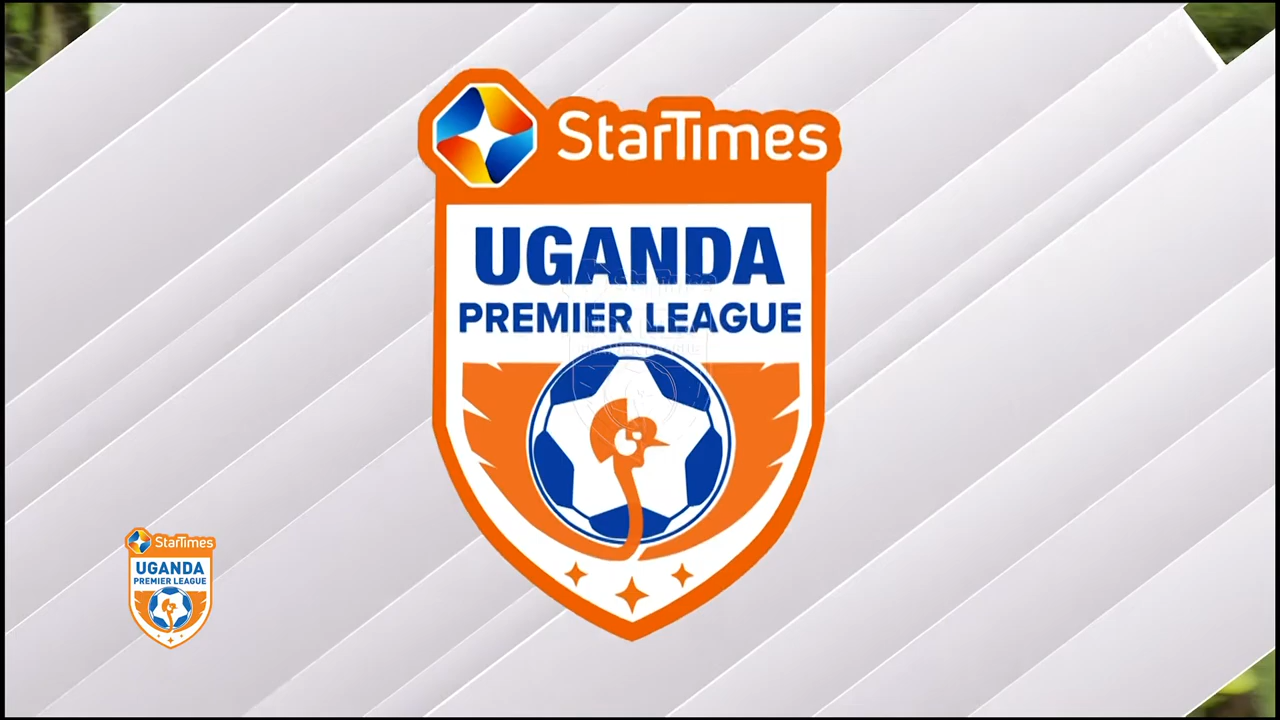 StarTimes
UGANDA
PREMIER LEAGUE
StarTimes
UGANDA
PREMIER LEAGUE